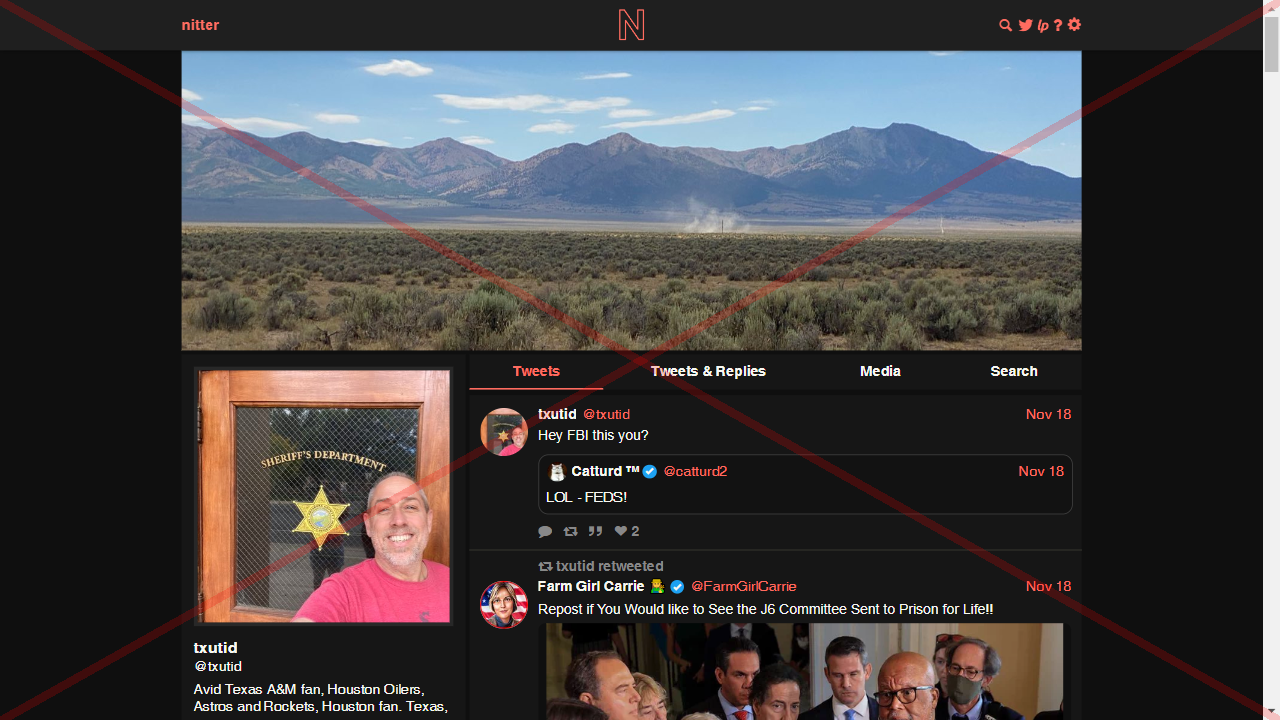 nitter
N
lp ?
Tweets
Tweets & Replies
Media
Search
SHERIFF'S DEPARTMENT
txutid @txutid
Nov 18
Hey FBI this you?
Catturd ™ @catturd2
Nov 18
LOL - FEDS!
2
txutid retweeted
Farm Girl Carrie @FarmGirlCarrie
Nov 18
Repost if You Would like to See the J6 Committee Sent to Prison for Life!!
txutid
@txutid
Avid Texas A&M fan, Houston Oilers,
Astros and Rockets, Houston fan. Texas,